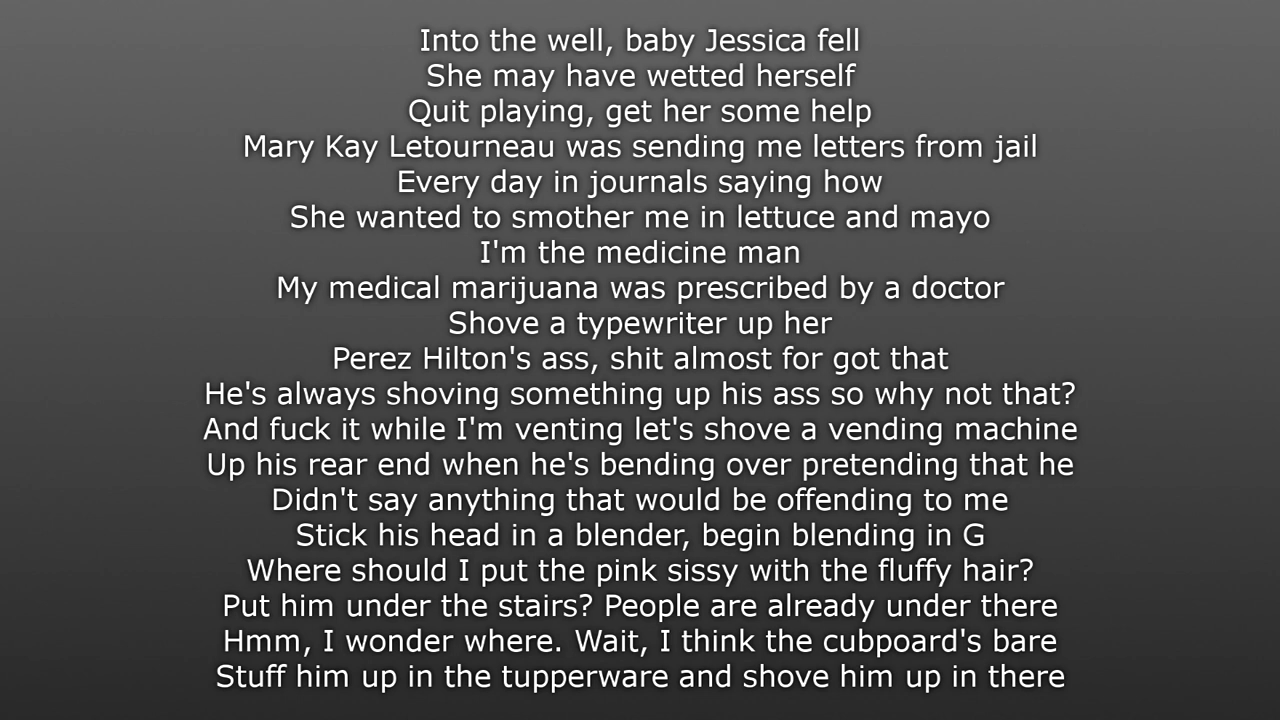 Into the well, baby Jessica fell
She may have wetted herself
Quit playing, get her some help
Mary Kay Letourneau was sending me letters from jail
Every day in journals saying how
She wanted to smother me in lettuce and mayo
I'm the medicine man
My medical marijuana was prescribed by a doctor
Shove a typewriter up her
Perez Hilton's ass, shit almost for got that
He's always shoving something up his ass so why not that?
And fuck it while I'm venting let's shove a vending machine
Up his rear end when he's bending over pretending that he
Didn't say anything that would be offending to me
Stick his head in a blender, begin blending in G
Where should I put the pink sissy with the fluffy hair?
Put him under the stairs? People are already under there
Hmm, I wonder where. Wait, I think the cubpoard's bare
Stuff him up in the tupperware and shove him up in there